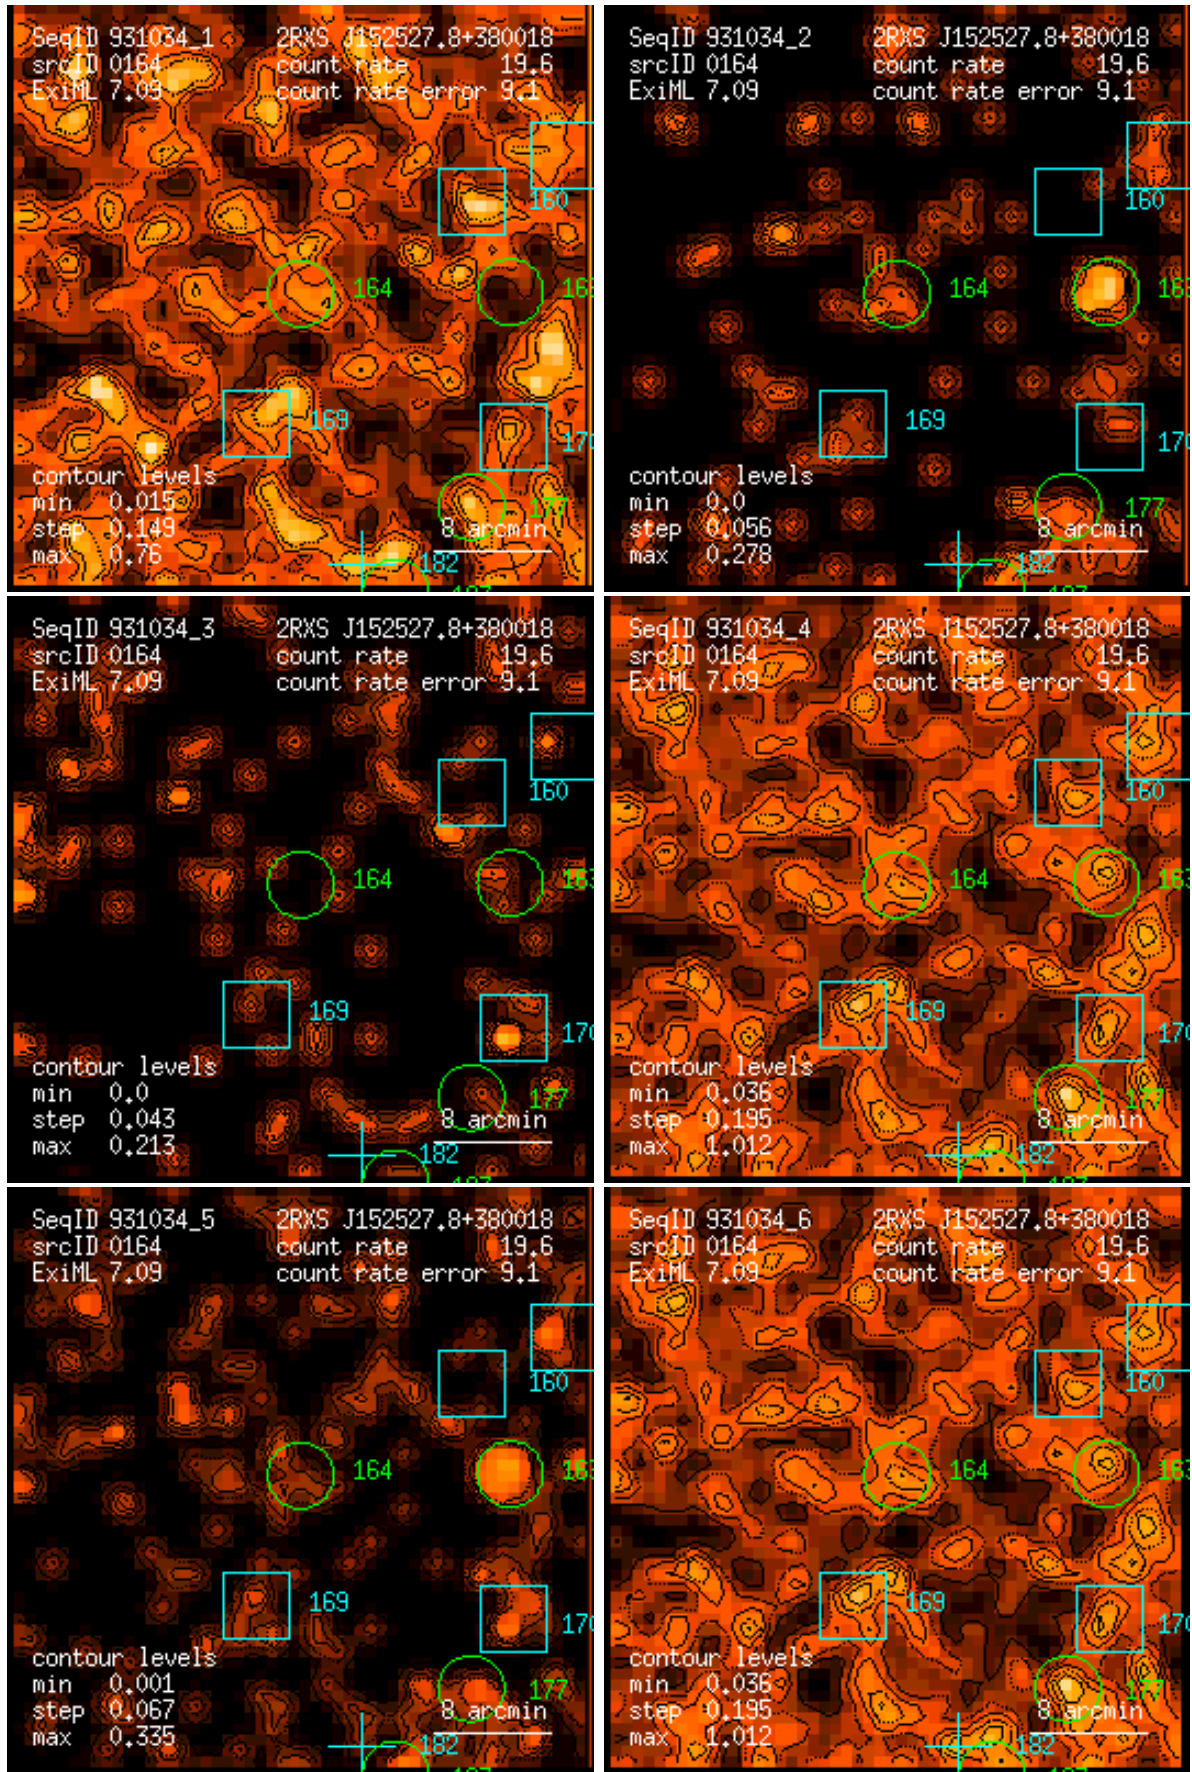 SeqID 931034_1 2RXS J152527.8+380018
srcID 0164 count rate 19.6
ExiML 7.09 count rate error 9.1
160
164
169
170
contour levels
min 0.015
177
step 0.149
8 arcmin
max 0.76
182
SeqID 931034_2 2RXS J152527.8+380018
srcID 0164 count rate 19.6
ExiML 7.09 count rate error 9.1
160
164
169
contour levels
min 0.0
177
step 0.056
8 arcmin
max 0.278
182
SeqID 931034_3 2RXS J152527.8+380018
srcID 0164 count rate 19.6
ExiML 7.09 count rate error 9.1
160
164
169
170
contour levels
min 0.0
177
step 0.043
8 arcmin
max 0.213
182
SeqID 931034_4 2RXS J152527.8+380018
srcID 0164 count rate 19.6
ExiML 7.09 count rate error 9.1
160
164
169
contour levels
min 0.036
177
step 0.195
8 arcmin
max 1.012
182
SeqID 931034_5 2RXS J152527.8+380018
srcID 0164 count rate 19.6
ExiML 7.09 count rate error 9.1
160
164
169
170
contour levels
min 0.001
177
step 0.067
8 arcmin
max 0.335
182
SeqID 931034_6 2RXS J152527.8+380018
srcID 0164 count rate 19.6
ExiML 7.09 count rate error 9.1
160
164
169
contour levels
min 0.036
177
step 0.195
8 arcmin
max 1.012
182